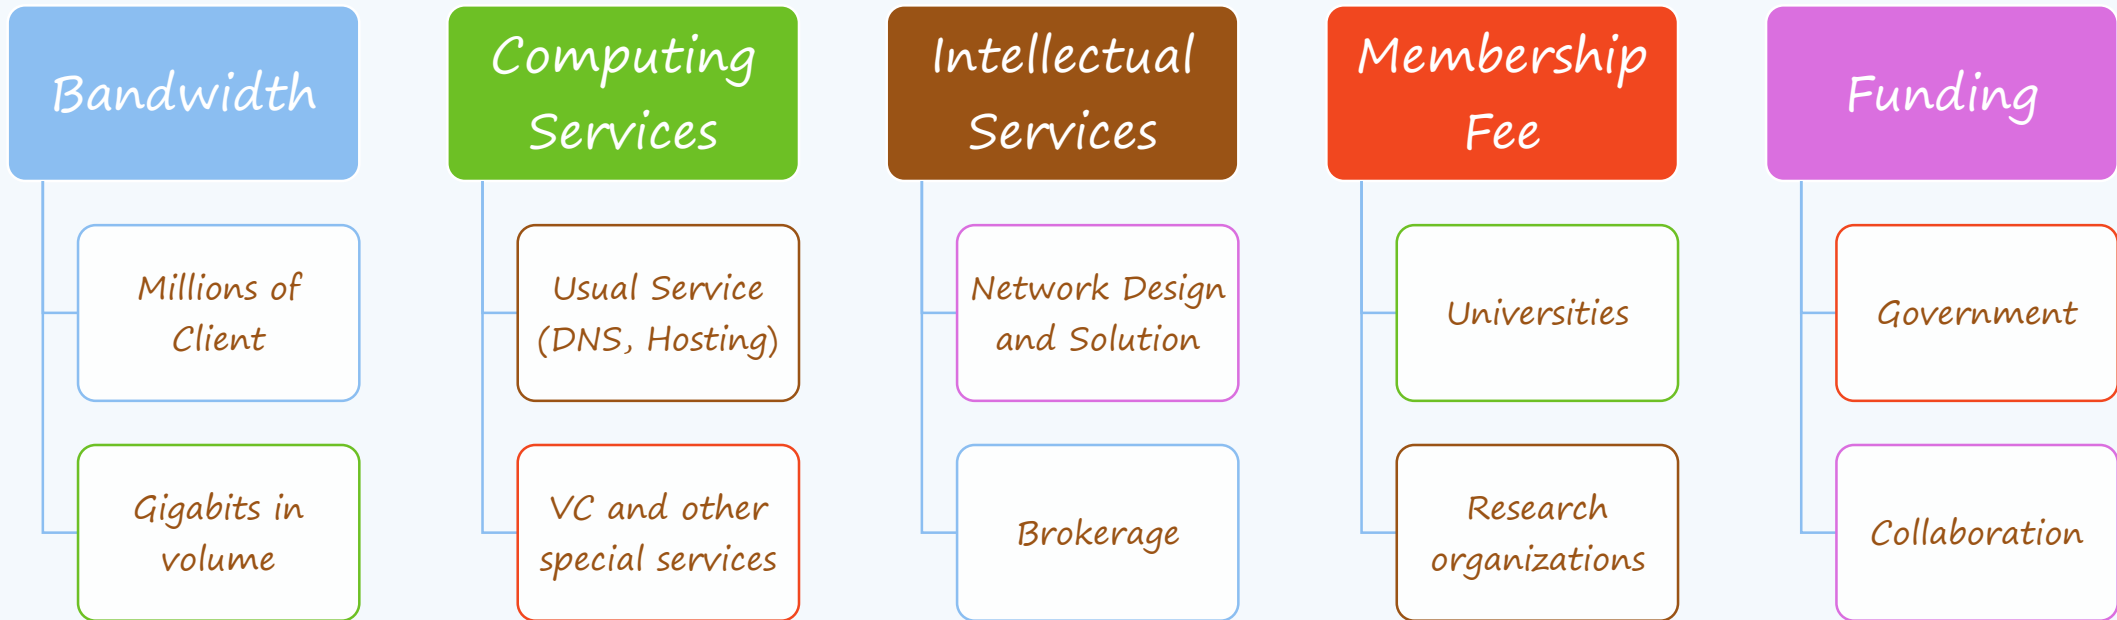 Bandwidth
Millions of
Client
Gigabits in
volume
Computing
Services
Usual Service
(DNS, Hosting)
VC and other
special services
Intellectual
Services
Network Design
and Solution
Brokerage
Membership
Fee
Universities
Research
organizations
Funding
Government
Collaboration